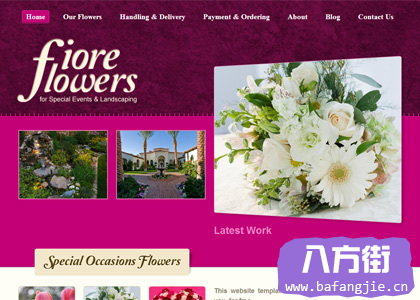 Home Our Flowers Handling & Delivery Payment & Ordering About Blog Contact Us
fiore
flowers
for Special Events & Landscaping
Latest Work
Special Occasions Flowers
八方街
www.bafangjie.cn
This website templa